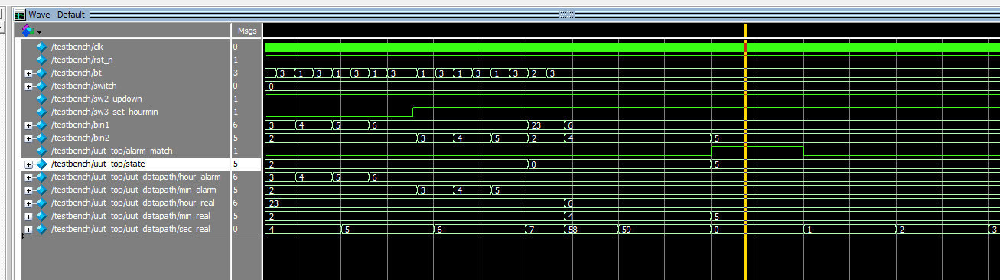 Wave - Default
Msgs
/testbench/clk 0
/testbench/rst_n 1
/testbench/bt 3 3 1 3 1 3 1 3 1 3 1 3 1 3 2 3
/testbench/switch 0 0
/testbench/sw2_updown 1
/testbench/sw3_set_hourmin 1
/testbench/bin1 6 3 4 5 6 23 6
/testbench/bin2 5 2 3 4 5 2 4 5
/testbench/uut_top/alarm_match 1
/testbench/uut_top/state 5 2 0 5
/testbench/uut_top/uut_datapath/hour_alarm 6 3 4 5 6
/testbench/uut_top/uut_datapath/min_alarm 5 2 3 4 5
/testbench/uut_top/uut_datapath/hour_real 6 23 6
/testbench/uut_top/uut_datapath/min_real 5 2 4 5
/testbench/uut_top/uut_datapath/sec_real 0 4 5 6 7 58 59 0 1 2 3